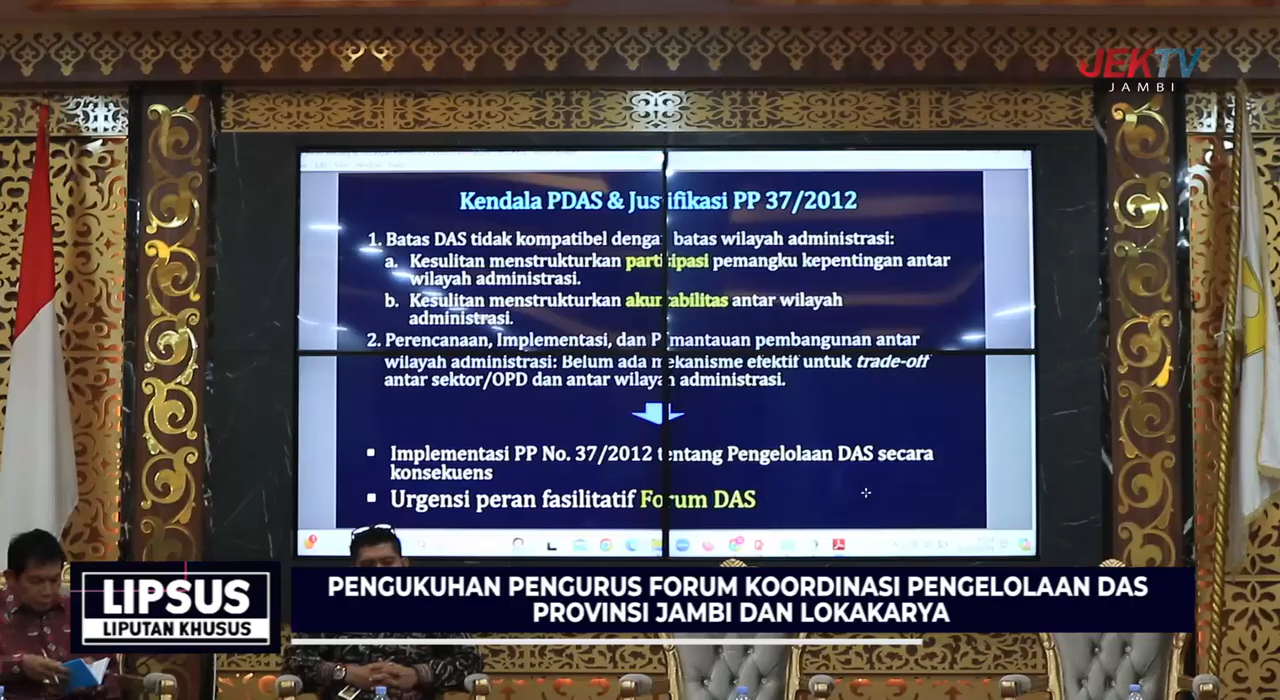 JEKTV
JAMBI
Kendala PDAS & Justifikasi PP 37/2012
1. Batas DAS tidak kompatibel dengan batas wilayah administrasi:
a. Kesulitan menstrukturkan partisipasi pemangku kepentingan antar
wilayah administrasi.
b. Kesulitan menstrukturkan akuntabilitas antar wilayah
administrasi.
2. Perencanaan, Implementasi, dan Pemantauan pembangunan antar
wilayah administrasi: Belum ada mekanisme efektif untuk trade-off
antar sektor/OPD dan antar wilayah administrasi.
▪ Implementasi PP No. 37/2012 tentang Pengelolaan DAS secara
konsekuens
▪ Urgensi peran fasilitatif Forum DAS
LIPSUS
LIPUTAN KHUSUS
PENGUKUHAN PENGURUS FORUM KOORDINASI PENGELOLAAN DAS
PROVINSI JAMBI DAN LOKAKARYA